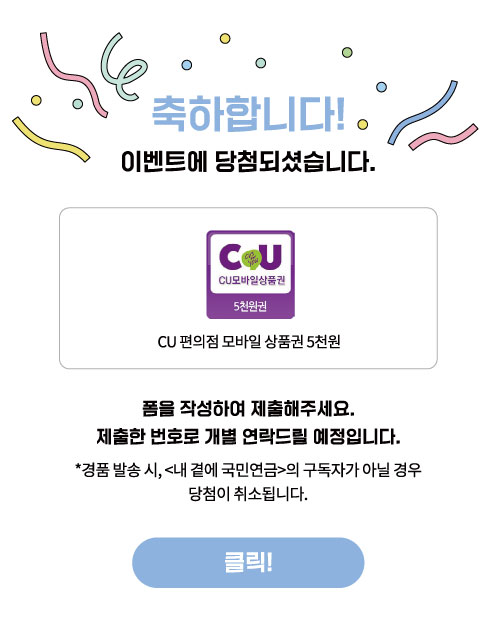 축하합니다!
이벤트에 당첨되셨습니다.
CU
CU모바일상품권
5천원권
CU 편의점 모바일 상품권 5천원
폼을 작성하여 제출해주세요.
제출한 번호로 개별 연락드릴 예정입니다.
*경품 발송 시, <내 곁에 국민연금>의 구독자가 아닐 경우
당첨이 취소됩니다.
클릭!